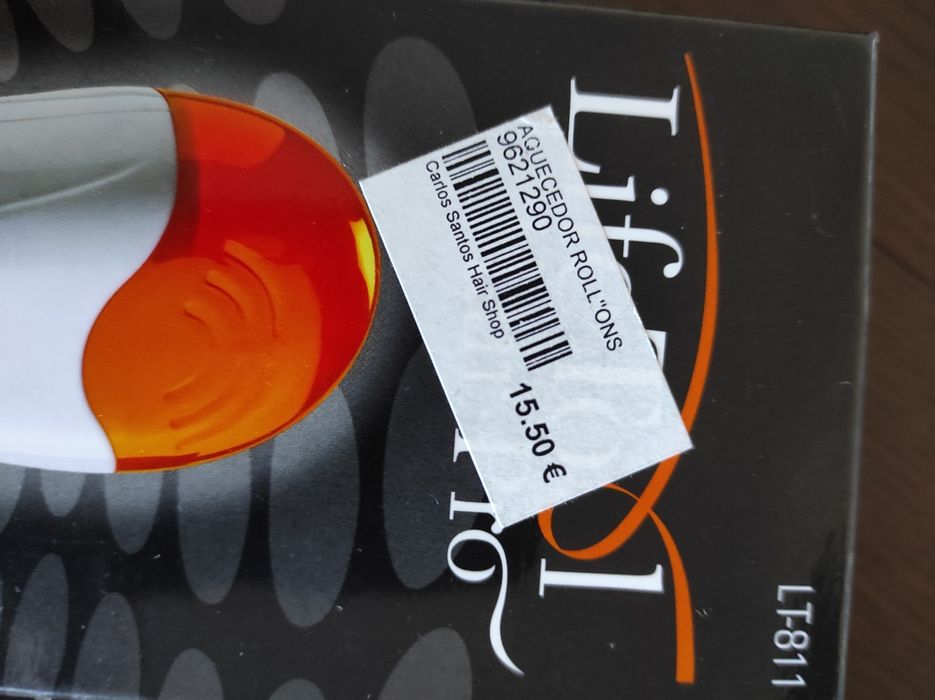 AQUECEDOR ROLL"ONS
9621290
Carlos Santos Hair Shop
15.50 €
LT-811